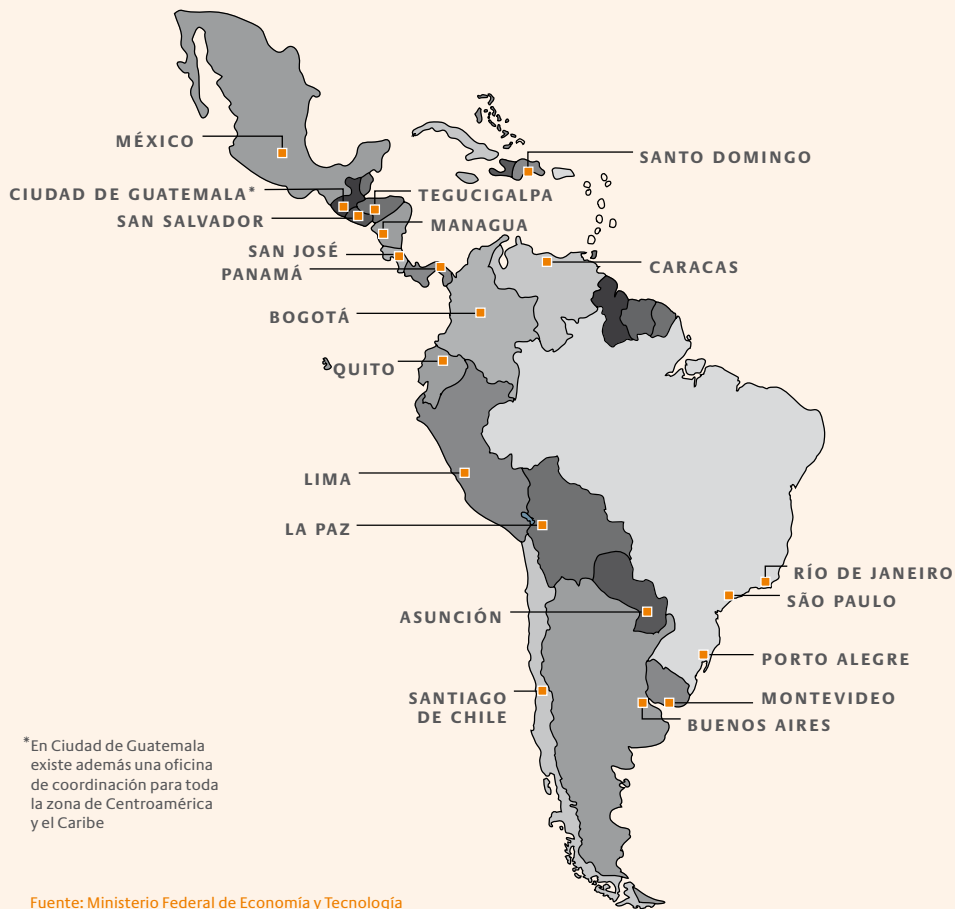 MÉXICO
SANTO DOMINGO
CIUDAD DE GUATEMALA*
TEGUCIGALPA
SAN SALVADOR
MANAGUA
SAN JOSÉ
PANAMÁ
CARACAS
BOGOTÁ
QUITO
LIMA
LA PAZ
RÍO DE JANEIRO
SÃO PAULO
ASUNCIÓN
PORTO ALEGRE
SANTIAGO
DE CHILE
MONTEVIDEO
BUENOS AIRES
*En Ciudad de Guatemala
existe además una oficina
de coordinación para toda
la zona de Centroamérica
y el Caribe
Fuente: Ministerio Federal de Economía y Tecnología